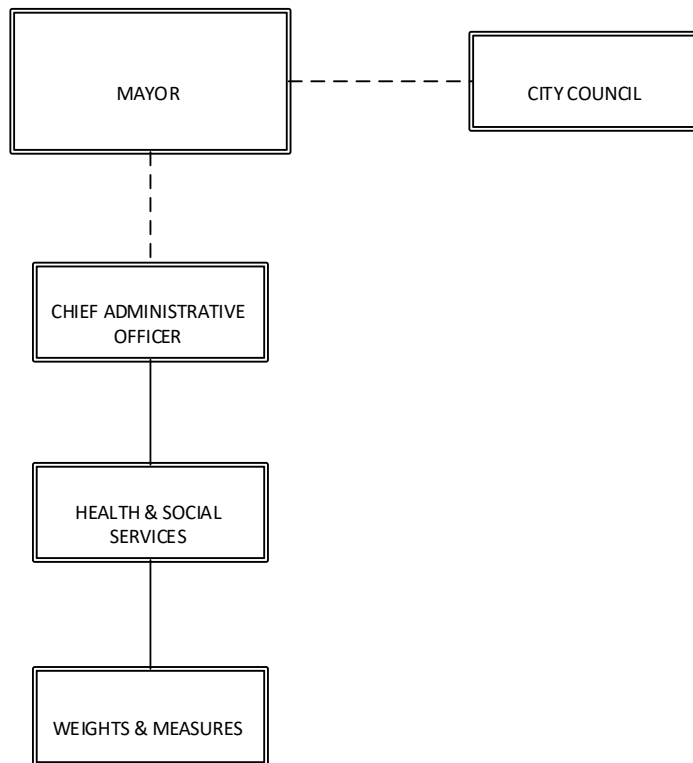 MAYOR
CITY COUNCIL
CHIEF ADMINISTRATIVE
OFFICER
HEALTH & SOCIAL
SERVICES
WEIGHTS & MEASURES